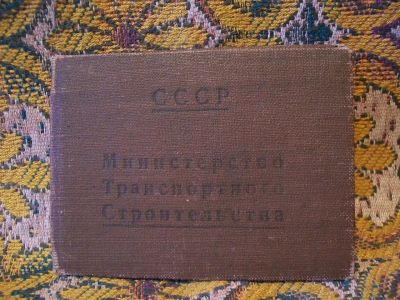 СССР
Министерство
Транспортного
Строительства